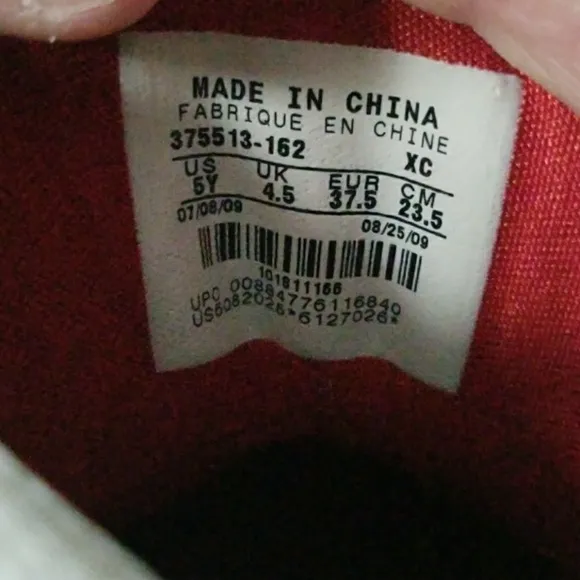 MADE IN CHINA
FABRIQUE EN CHINE
375513-162 XC
US UK EUR CM
5Y 4.5 37.5 23.5
07/08/09 08/25/09
101811166
UPC 00884776116840
US6082026*6127026*